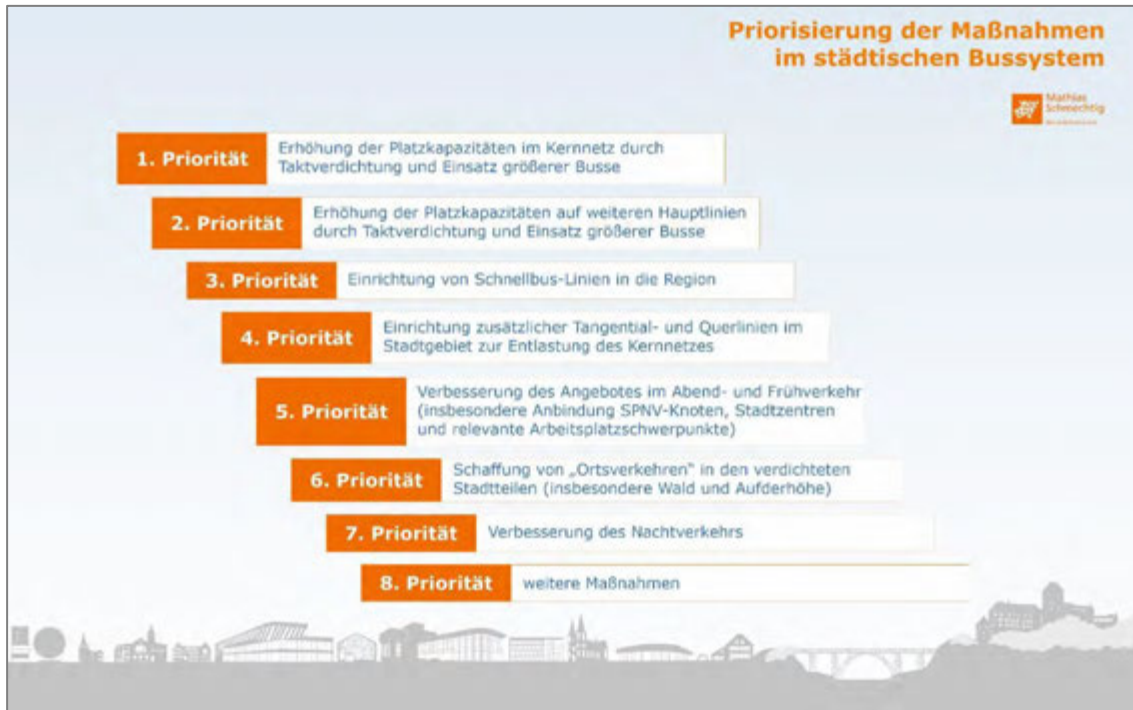 Priorisierung der Maßnahmen
im städtischen Bussystem
Mathias
Schmechtig
1. Priorität
Erhöhung der Platzkapazitäten im Kernnetz durch
Taktverdichtung und Einsatz größerer Busse
2. Priorität
Erhöhung der Platzkapazitäten auf weiteren Hauptlinien
durch Taktverdichtung und Einsatz größerer Busse
3. Priorität
Einrichtung von Schnellbus-Linien in die Region
4. Priorität
Einrichtung zusätzlicher Tangential- und Querlinien im
Stadtgebiet zur Entlastung des Kernnetzes
5. Priorität
Verbesserung des Angebotes im Abend- und Frühverkehr
(insbesondere Anbindung SPNV-Knoten, Stadtzentren
und relevante Arbeitsplatzschwerpunkte)
6. Priorität
Schaffung von „Ortsverkehren“ in den verdichteten
Stadtteilen (insbesondere Wald und Aufderhöhe)
7. Priorität
Verbesserung des Nachtverkehrs
8. Priorität
weitere Maßnahmen